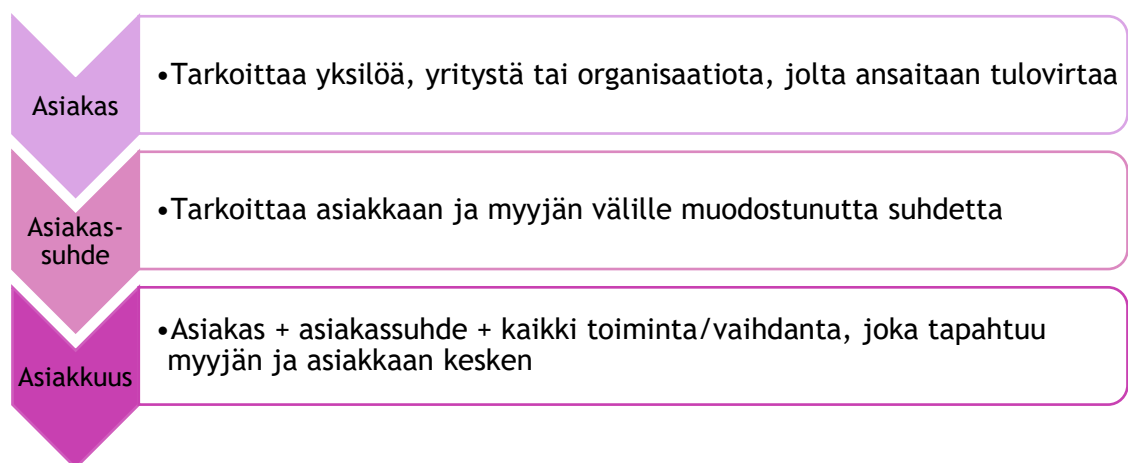 Asiakas
•Tarkoittaa yksilöä, yritystä tai organisaatiota, jolta ansaitaan tulovirtaa
Asiakas-
suhde
•Tarkoittaa asiakkaan ja myyjän välille muodostunutta suhdetta
Asiakkuus
•Asiakas + asiakassuhde + kaikki toiminta/vaihdanta, joka tapahtuu
myyjän ja asiakkaan kesken